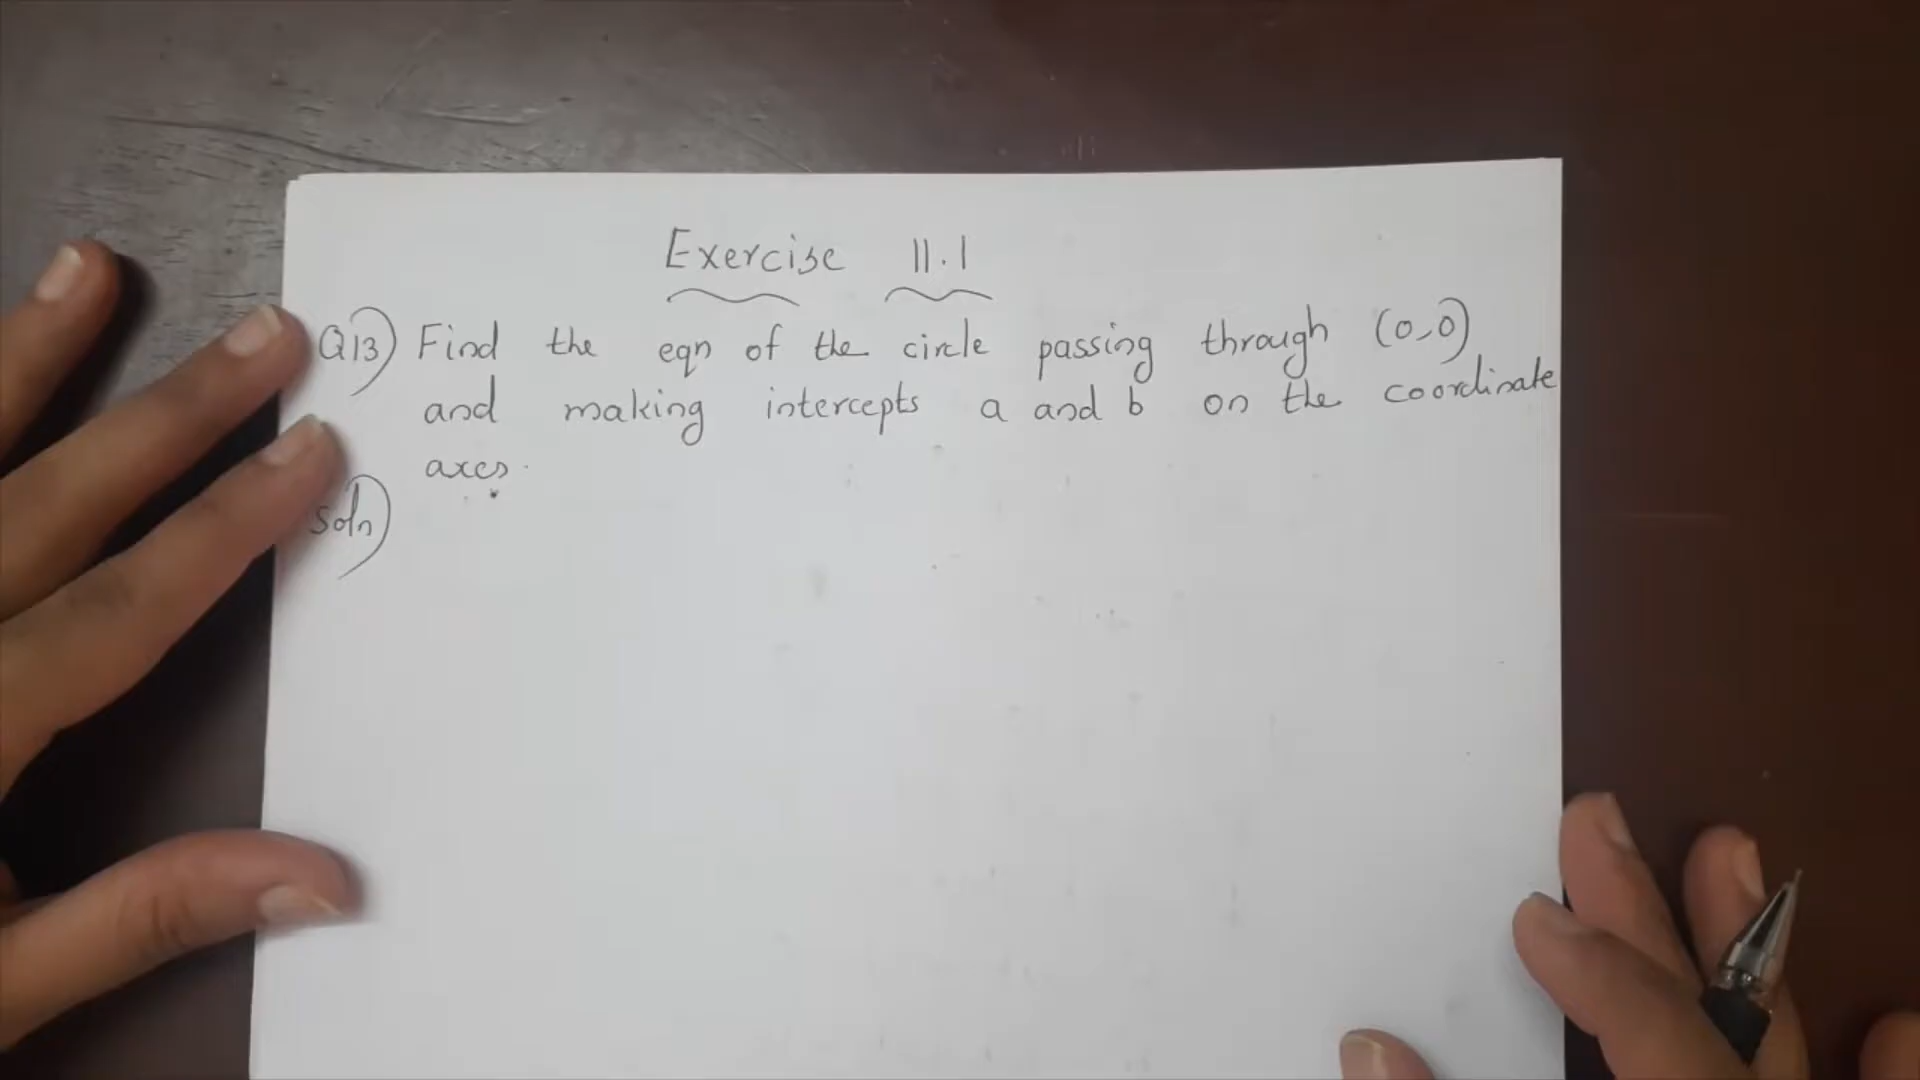 Exercise 11.1
Q13) Find the eqn of the circle passing through (0,0)
and making intercepts a and b on the coordinate
axes.
Soln)